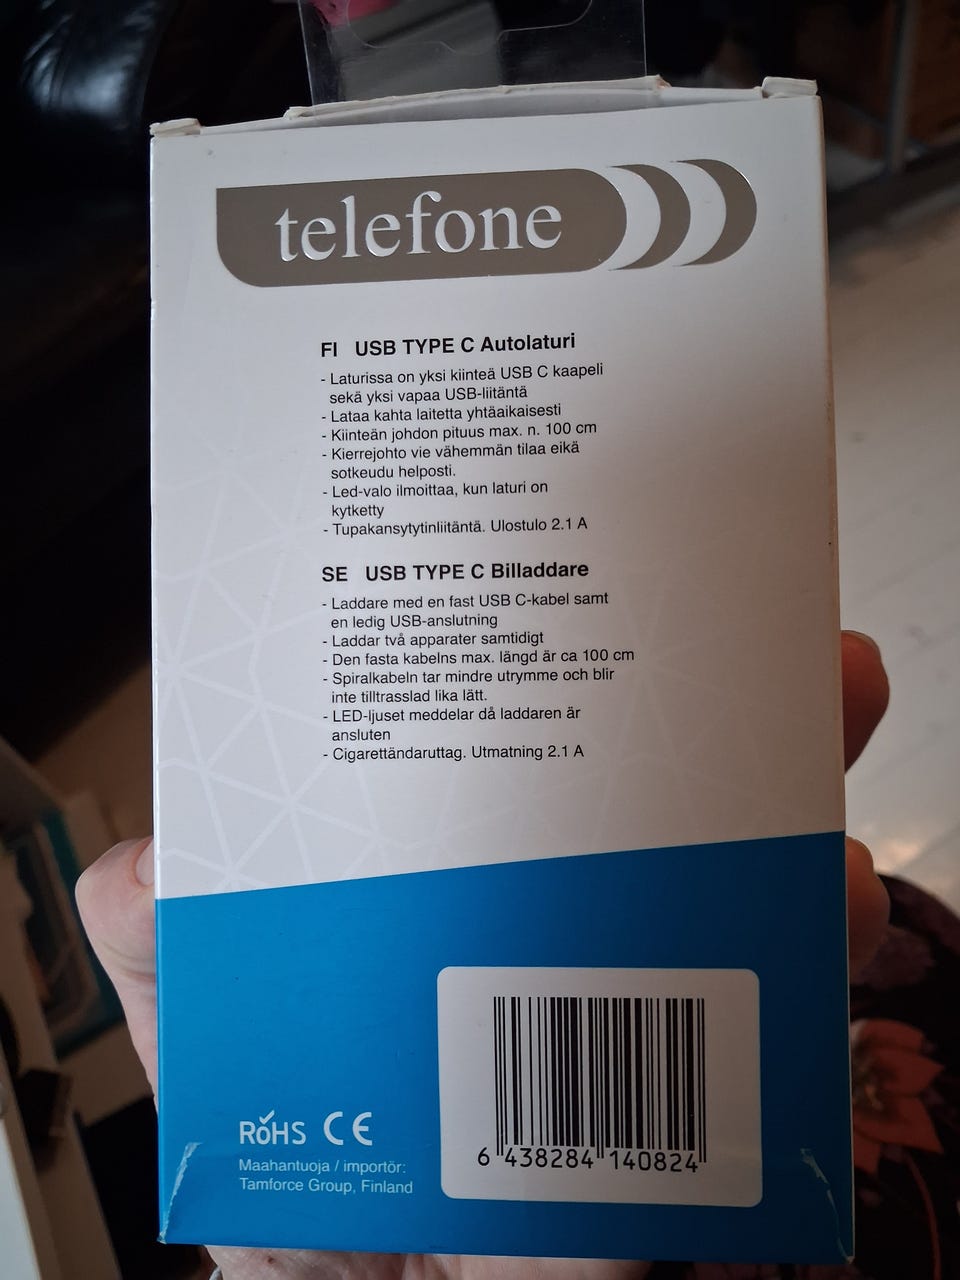 telefone
FI USB TYPE C Autolaturi
- Laturissa on yksi kiinteä USB C kaapeli
sekä yksi vapaa USB-liitäntä
- Lataa kahta laitetta yhtäaikaisesti
- Kiinteän johdon pituus max. n. 100 cm
- Kierrejohto vie vähemmän tilaa eikä
sotkeudu helposti.
- Led-valo ilmoittaa, kun laturi on
kytketty
- Tupakansytytinliitäntä. Ulostulo 2.1 A
SE USB TYPE C Billaddare
- Laddare med en fast USB C-kabel samt
en ledig USB-anslutning
- Laddar två apparater samtidigt
- Den fasta kabelns max. längd är ca 100 cm
- Spiralkabeln tar mindre utrymme och blir
inte tilltrasslad lika lätt.
- LED-ljuset meddelar då laddaren är
ansluten
- Cigarettändaruttag. Utmatning 2.1 A
RoHS CE
Maahantuoja / importör:
Tamforce Group, Finland
6 438284 140824